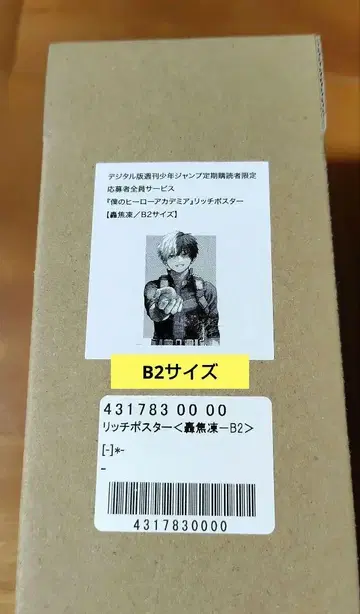 デジタル版週刊少年ジャンプ定期購読者限定
応募者全員サービス
『僕のヒーローアカデミア』リッチポスター
【轟焦凍／B2サイズ】
B2サイズ
431783 00 00
リッチポスター＜轟焦凍ーB2＞
[-]*-
-
4317830000